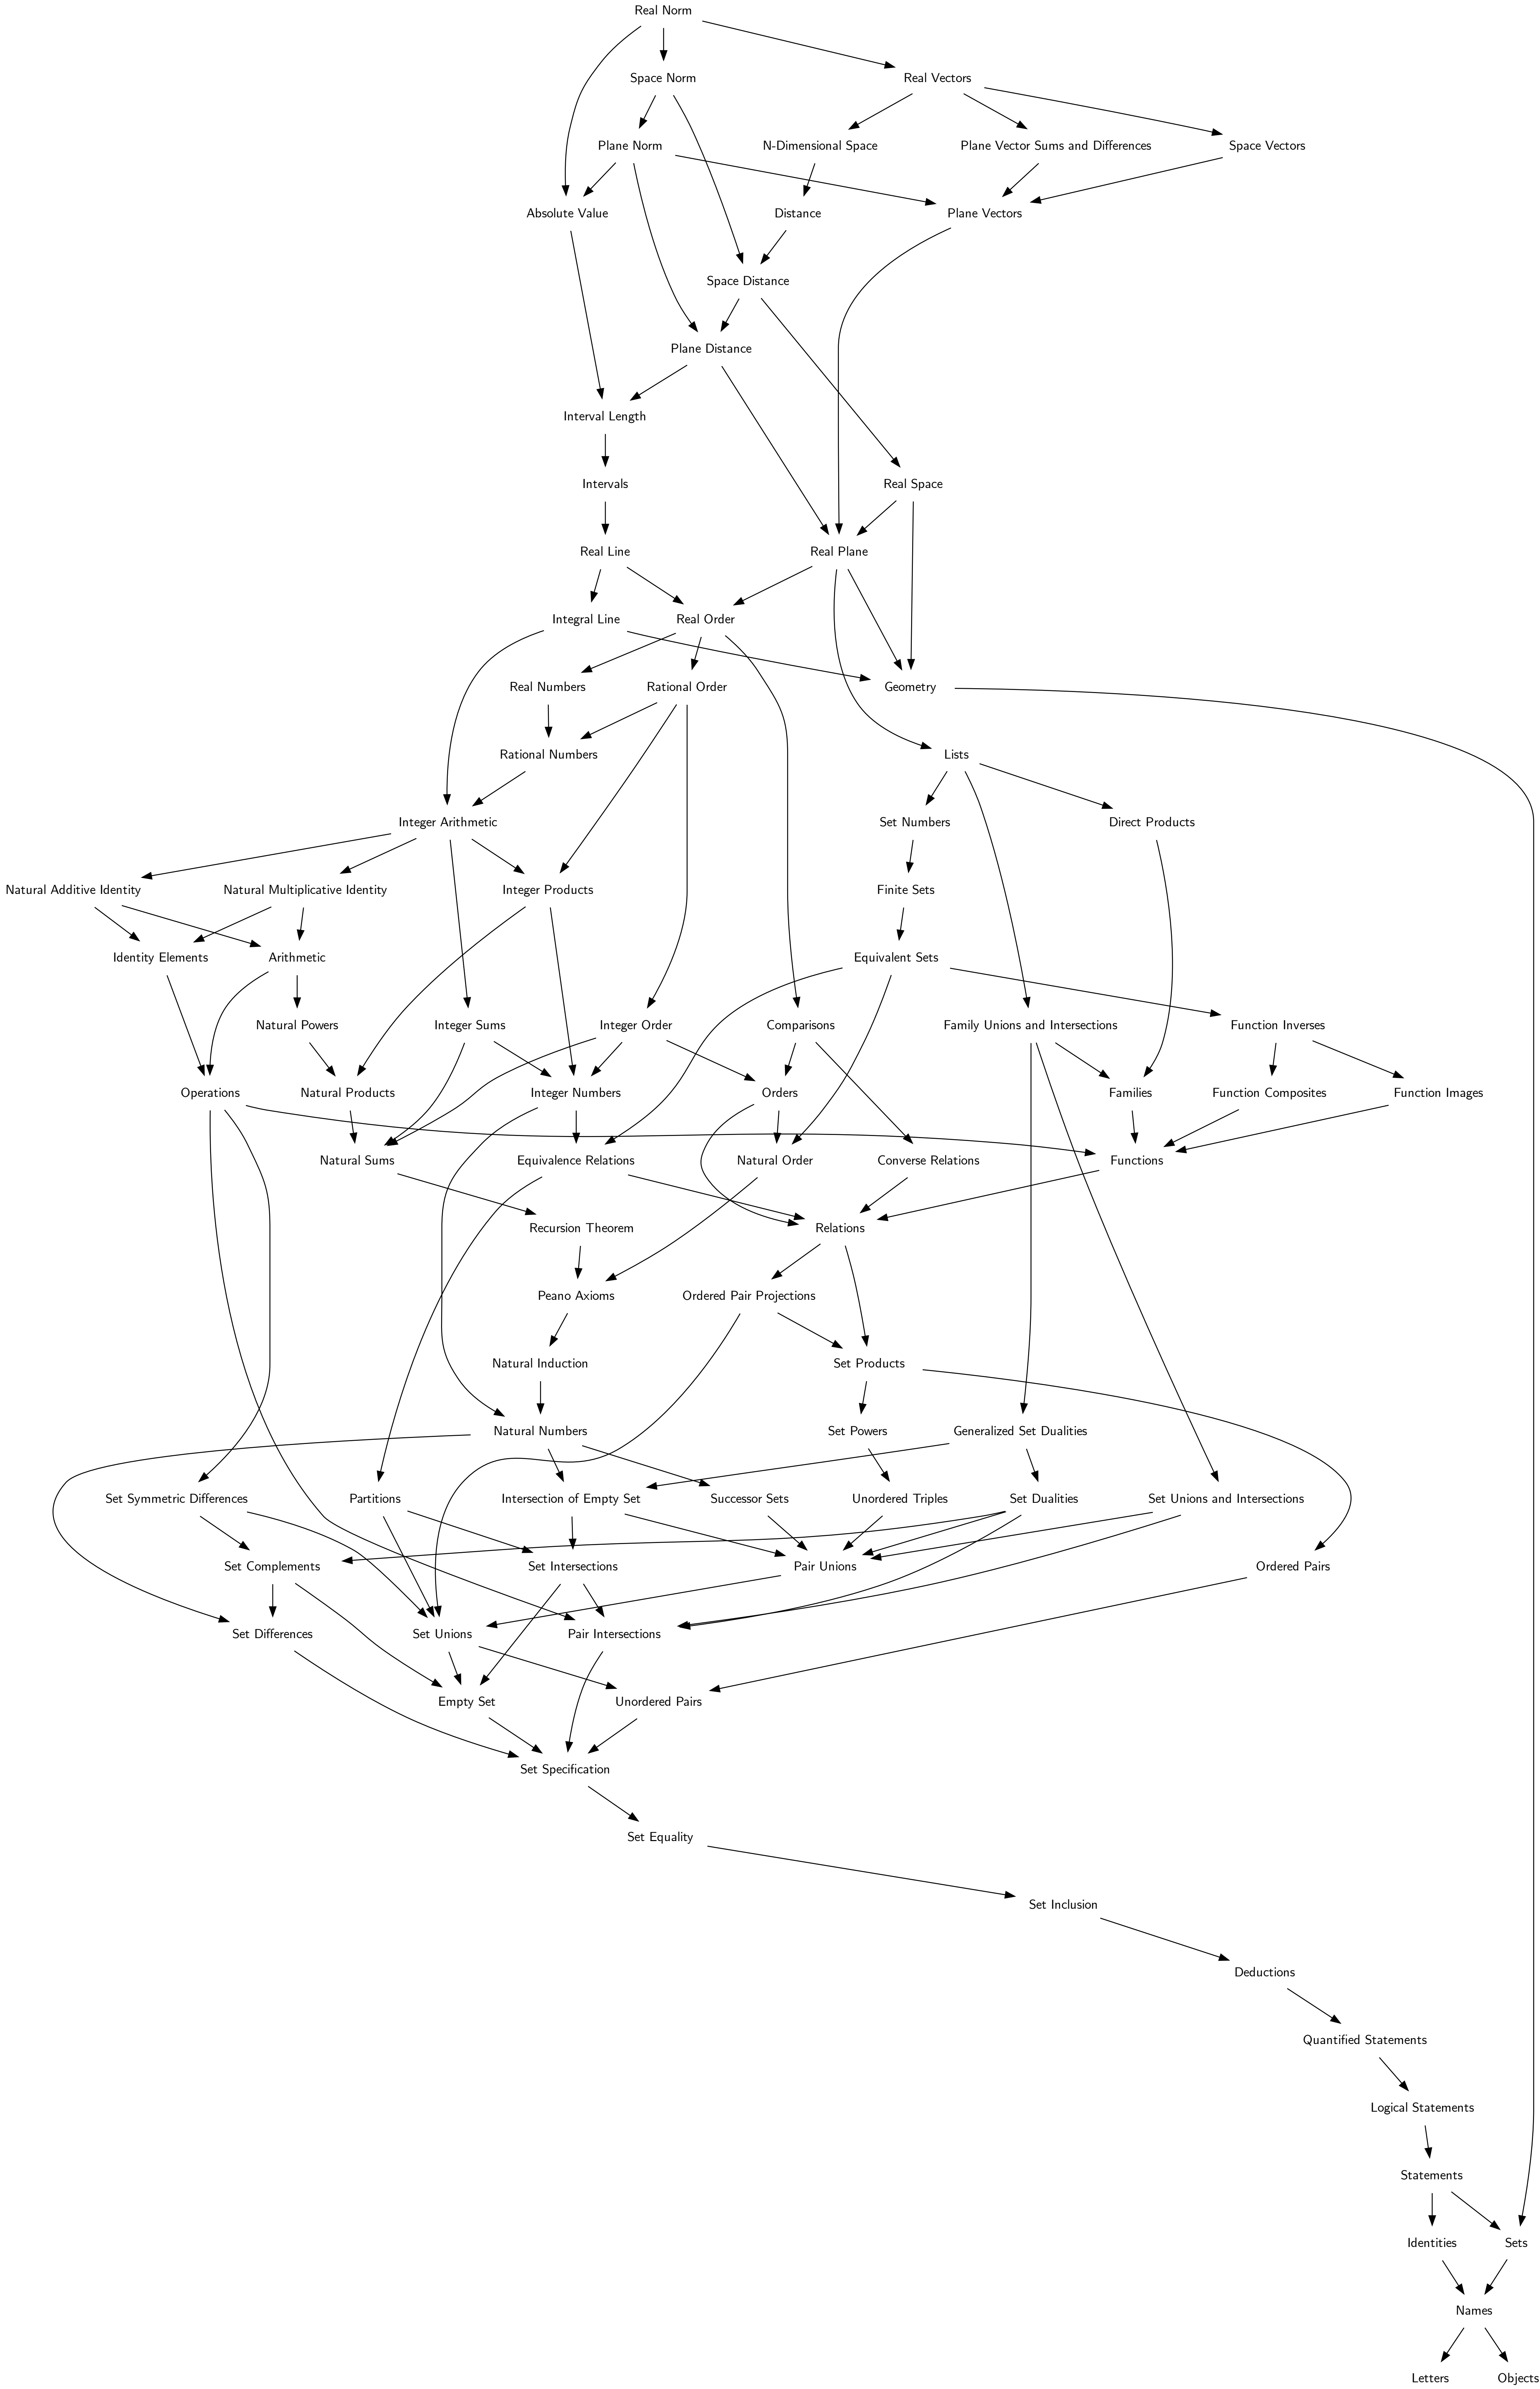 Real Norm
Space Norm
Real Vectors
Plane Norm
N-Dimensional Space
Plane Vector Sums and Differences
Space Vectors
Absolute Value
Distance
Plane Vectors
Space Distance
Plane Distance
Interval Length
Intervals
Real Space
Real Line
Real Plane
Integral Line
Real Order
Real Numbers
Rational Order
Geometry
Rational Numbers
Lists
Integer Arithmetic
Set Numbers
Direct Products
Natural Additive Identity
Natural Multiplicative Identity
Integer Products
Finite Sets
Identity Elements
Arithmetic
Equivalent Sets
Natural Powers
Integer Sums
Integer Order
Comparisons
Family Unions and Intersections
Function Inverses
Operations
Natural Products
Integer Numbers
Orders
Families
Function Composites
Function Images
Natural Sums
Equivalence Relations
Natural Order
Converse Relations
Functions
Recursion Theorem
Relations
Peano Axioms
Ordered Pair Projections
Natural Induction
Set Products
Natural Numbers
Set Powers
Generalized Set Dualities
Set Symmetric Differences
Partitions
Intersection of Empty Set
Successor Sets
Unordered Triples
Set Dualities
Set Unions and Intersections
Set Complements
Set Intersections
Pair Unions
Ordered Pairs
Set Differences
Set Unions
Pair Intersections
Empty Set
Unordered Pairs
Set Specification
Set Equality
Set Inclusion
Deductions
Quantified Statements
Logical Statements
Statements
Identities
Sets
Names
Letters
Objects